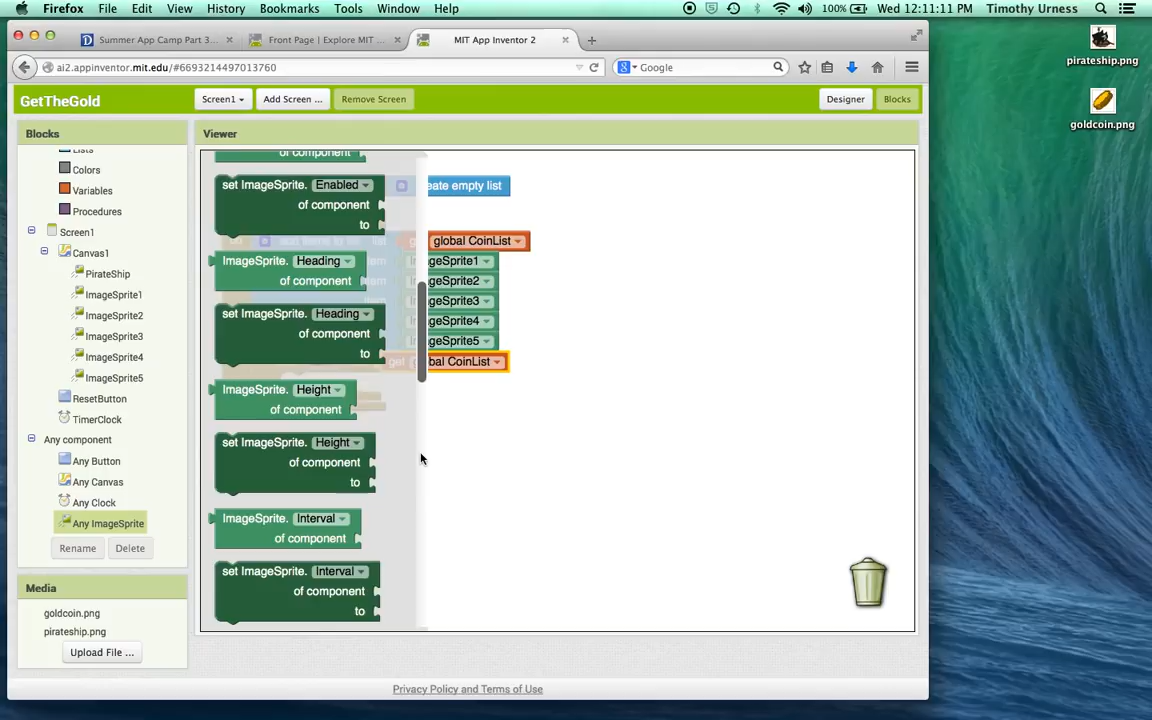 Firefox File Edit View History Bookmarks Tools Window Help 5 100% Wed 12:11:11 PM Timothy Urness
Summer App Camp Part 3... × Front Page | Explore MIT ... × MIT App Inventor 2 ×
ai2.appinventor.mit.edu/#6693214497013760 Google
GetTheGold Screen1 Add Screen ... Remove Screen Designer Blocks
Blocks Viewer
Lists
Colors
Variables
Procedures
Screen1
Canvas1
PirateShip
ImageSprite1
ImageSprite2
ImageSprite3
ImageSprite4
ImageSprite5
ResetButton
TimerClock
Any component
Any Button
Any Canvas
Any Clock
Any ImageSprite
Rename Delete
Media
goldcoin.png
pirateship.png
Upload File ...
of component
set ImageSprite. Enabled
of component
to
ImageSprite. Heading
of component
set ImageSprite. Heading
of component
to
ImageSprite. Height
of component
set ImageSprite. Height
of component
to
ImageSprite. Interval
of component
set ImageSprite. Interval
of component
to
eate empty list
global CoinList
geSprite1
geSprite2
geSprite3
geSprite4
geSprite5
get bal CoinList
Privacy Policy and Terms of Use
pirateship.png
goldcoin.png